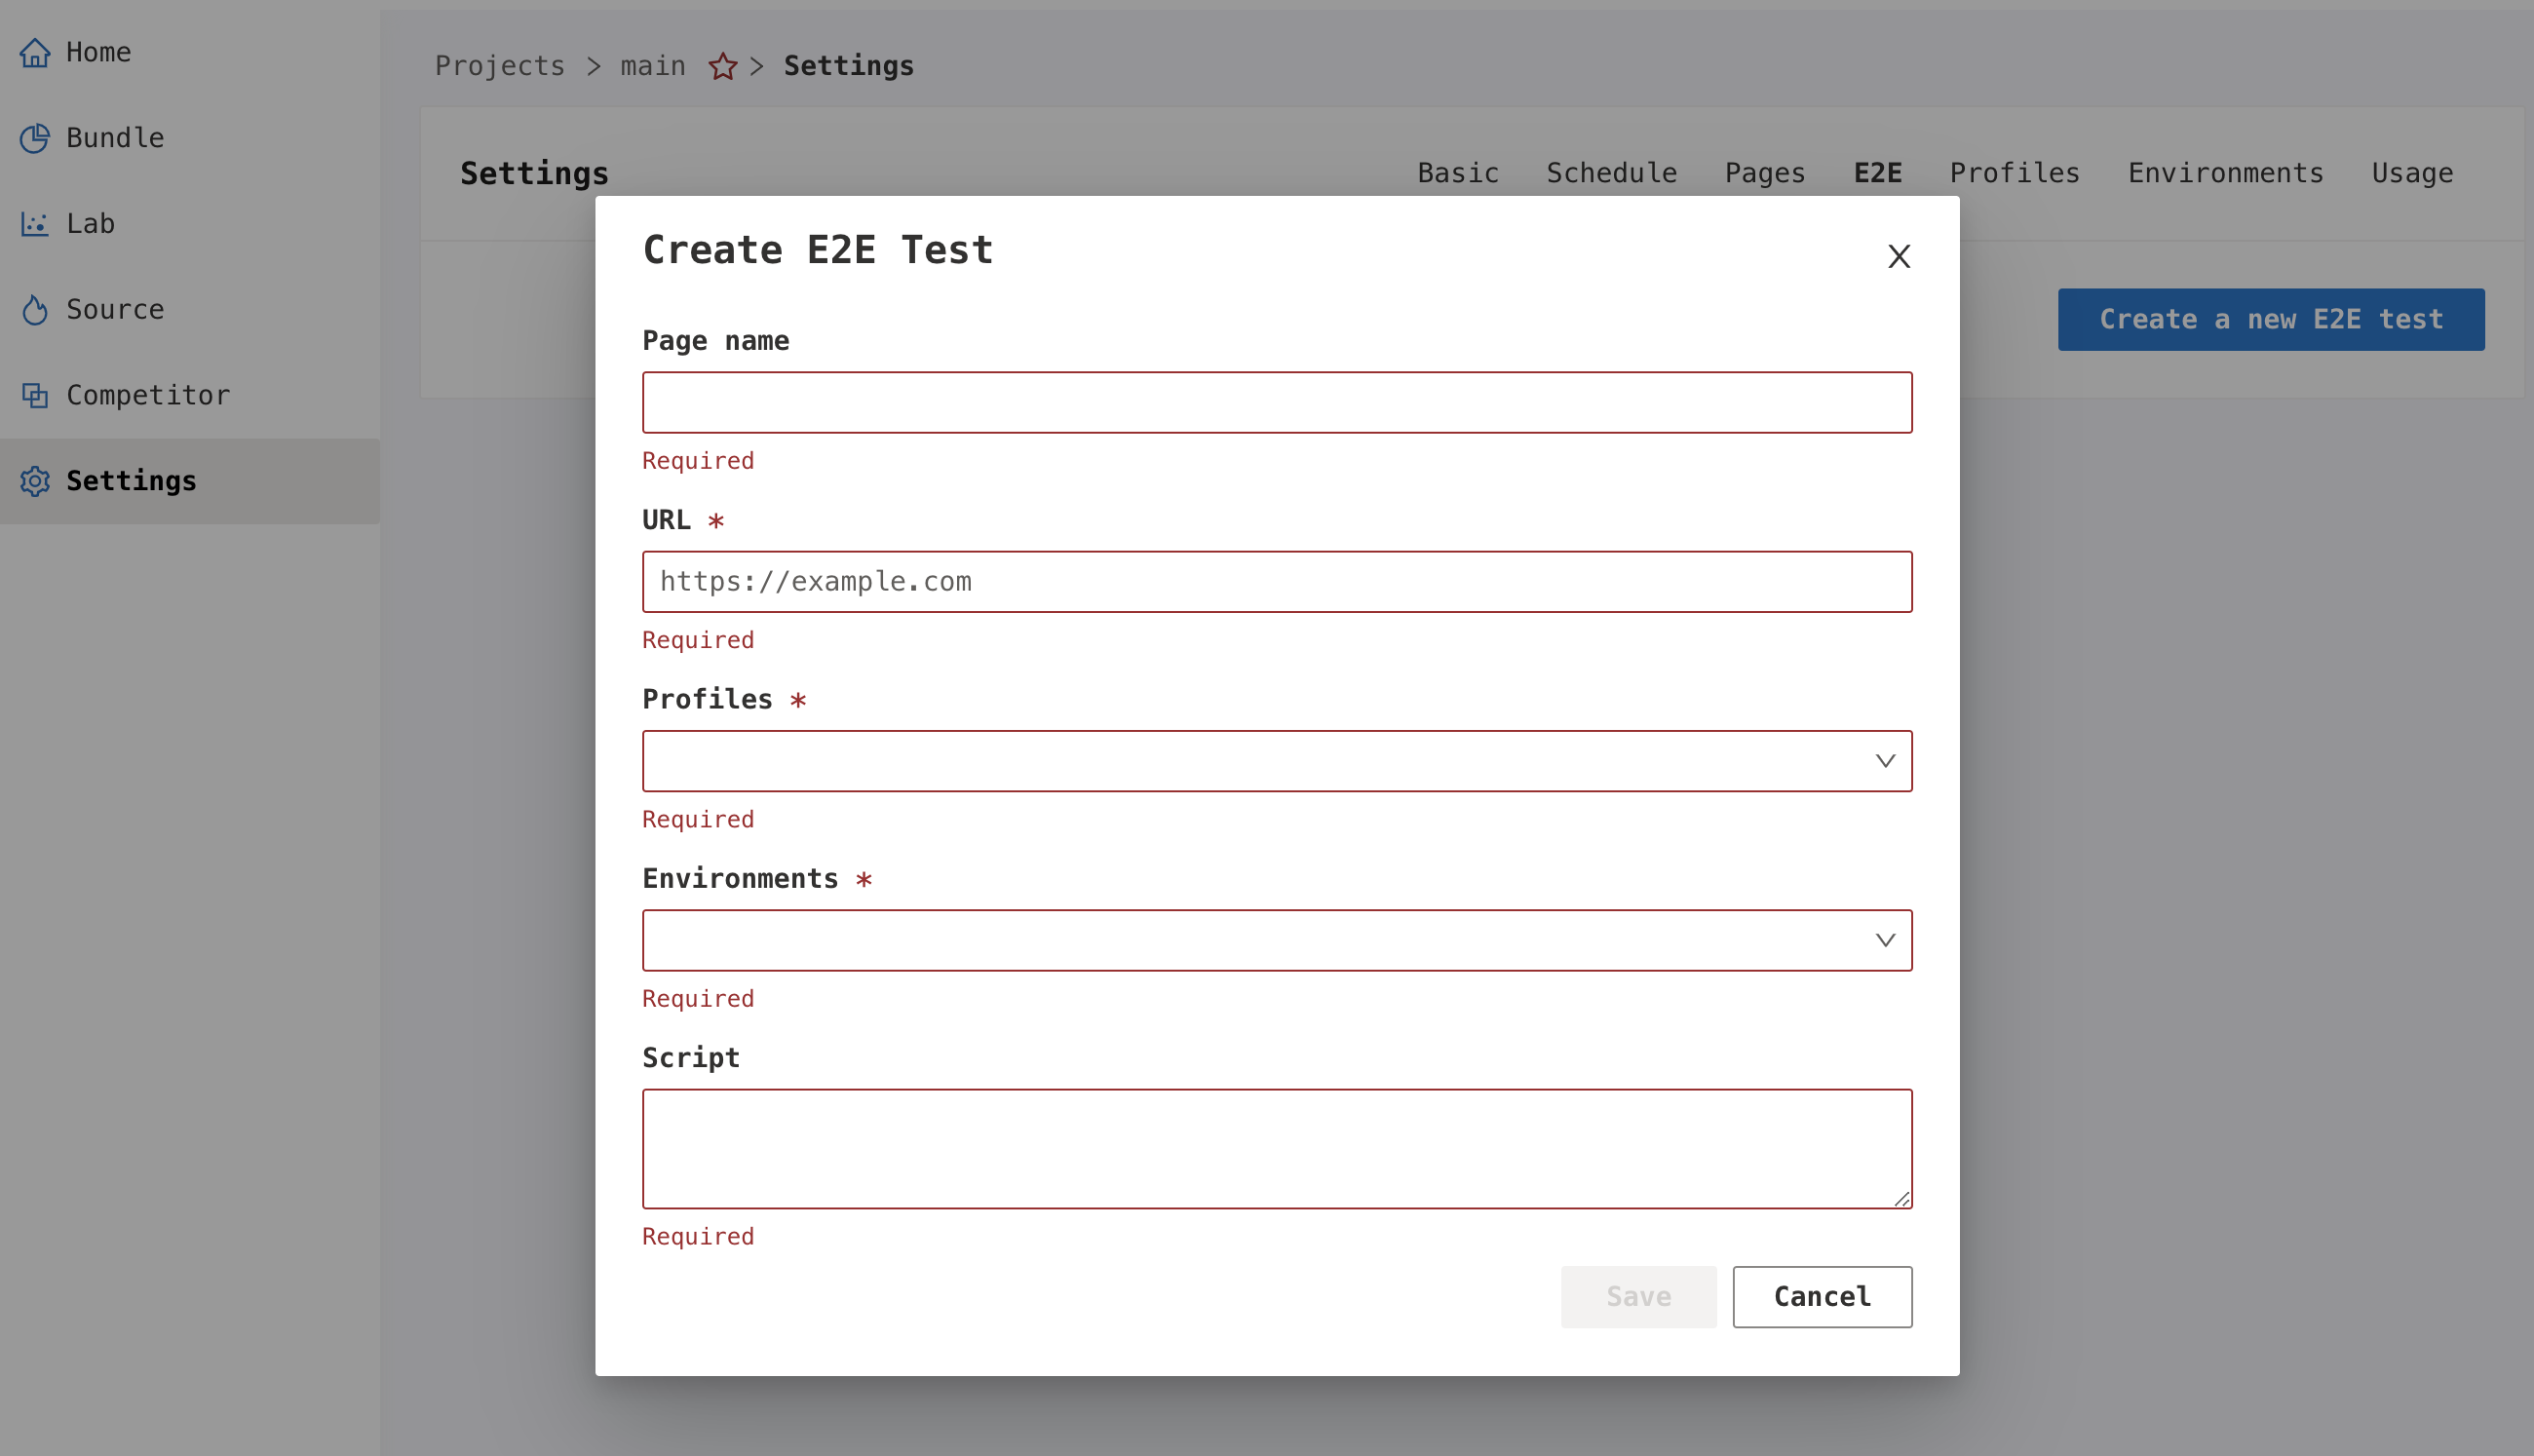 Home
Bundle
Lab
Source
Competitor
Settings
Projects > main > Settings
Settings
Basic Schedule Pages E2E Profiles Environments Usage
Create a new E2E test
Create E2E Test
Page name
Required
URL *
https://example.com
Required
Profiles *
Required
Environments *
Required
Script
Required
Save Cancel